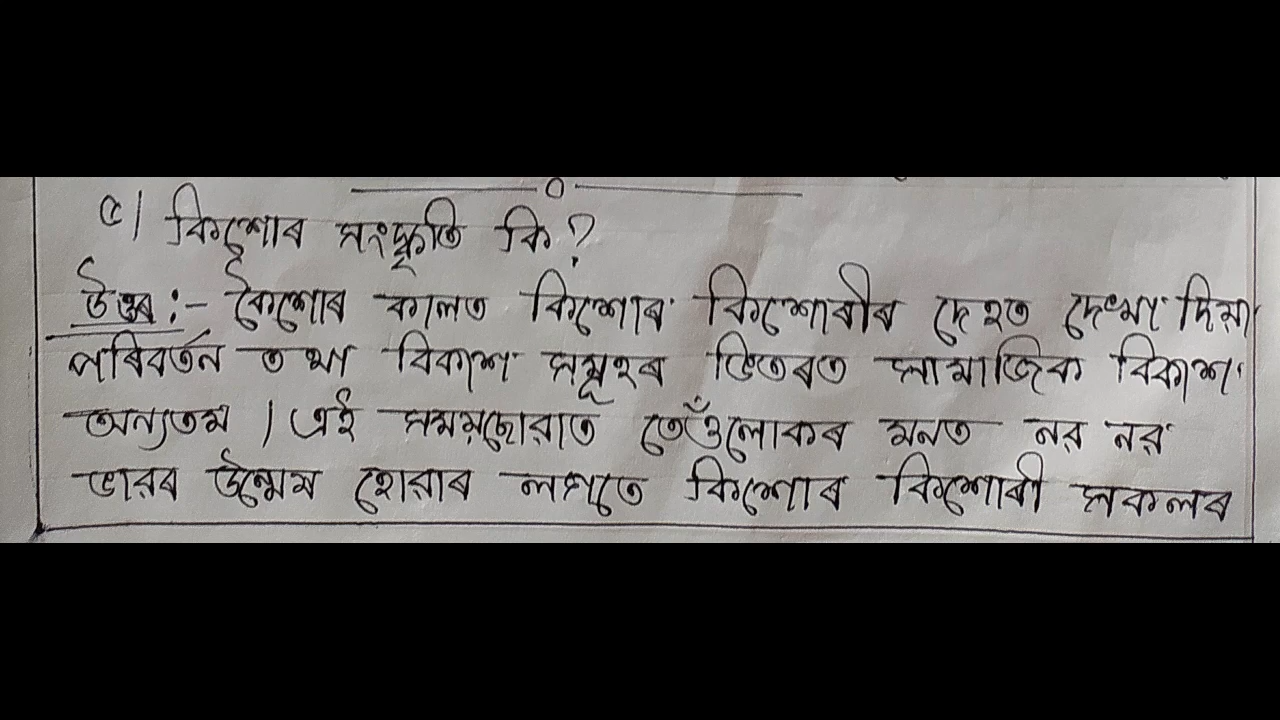 ৫। কিশোৰ সংস্কৃতি কি?
উত্তৰ :- কৈশোৰ কালত কিশোৰ কিশোৰীৰ দেহত দেখা দিয়া
পৰিবৰ্তন তথা বিকাশ সমূহৰ ভিতৰত সামাজিক বিকাশ
অন্যতম। এই সময়ছোৱাত তেওঁলোকৰ মনত নৱ নৱ
ভাৱৰ উন্মেষ হোৱাৰ লগতে কিশোৰ কিশোৰী সকলৰ